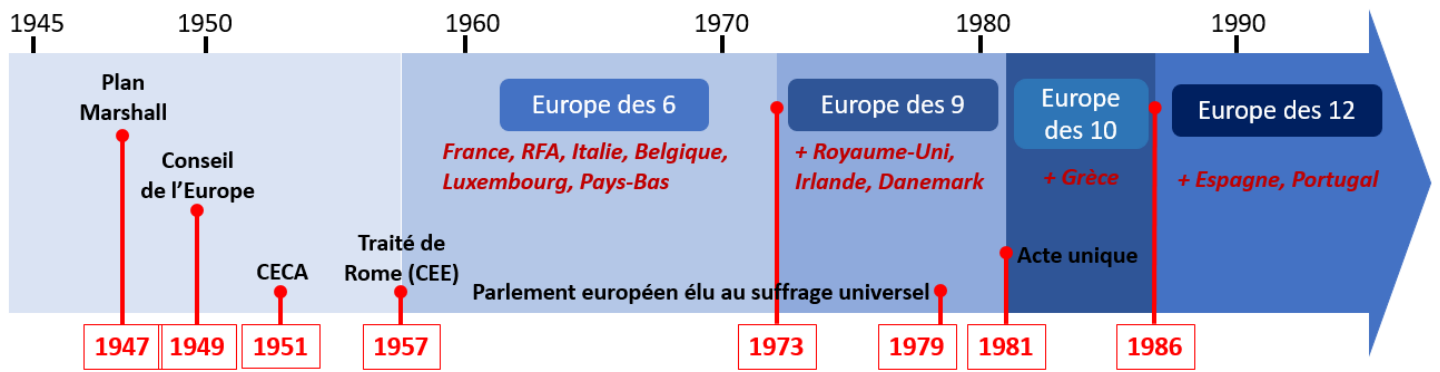 1945 1950 1960 1970 1980 1990
Plan
Marshall
Conseil
de l’Europe
CECA
Traité de
Rome (CEE)
Europe des 6
France, RFA, Italie, Belgique,
Luxembourg, Pays-Bas
Europe des 9
+ Royaume-Uni,
Irlande, Danemark
Europe
des 10
+ Grèce
Europe des 12
+ Espagne, Portugal
Parlement européen élu au suffrage universel
Acte unique
1947 1949 1951 1957 1973 1979 1981 1986